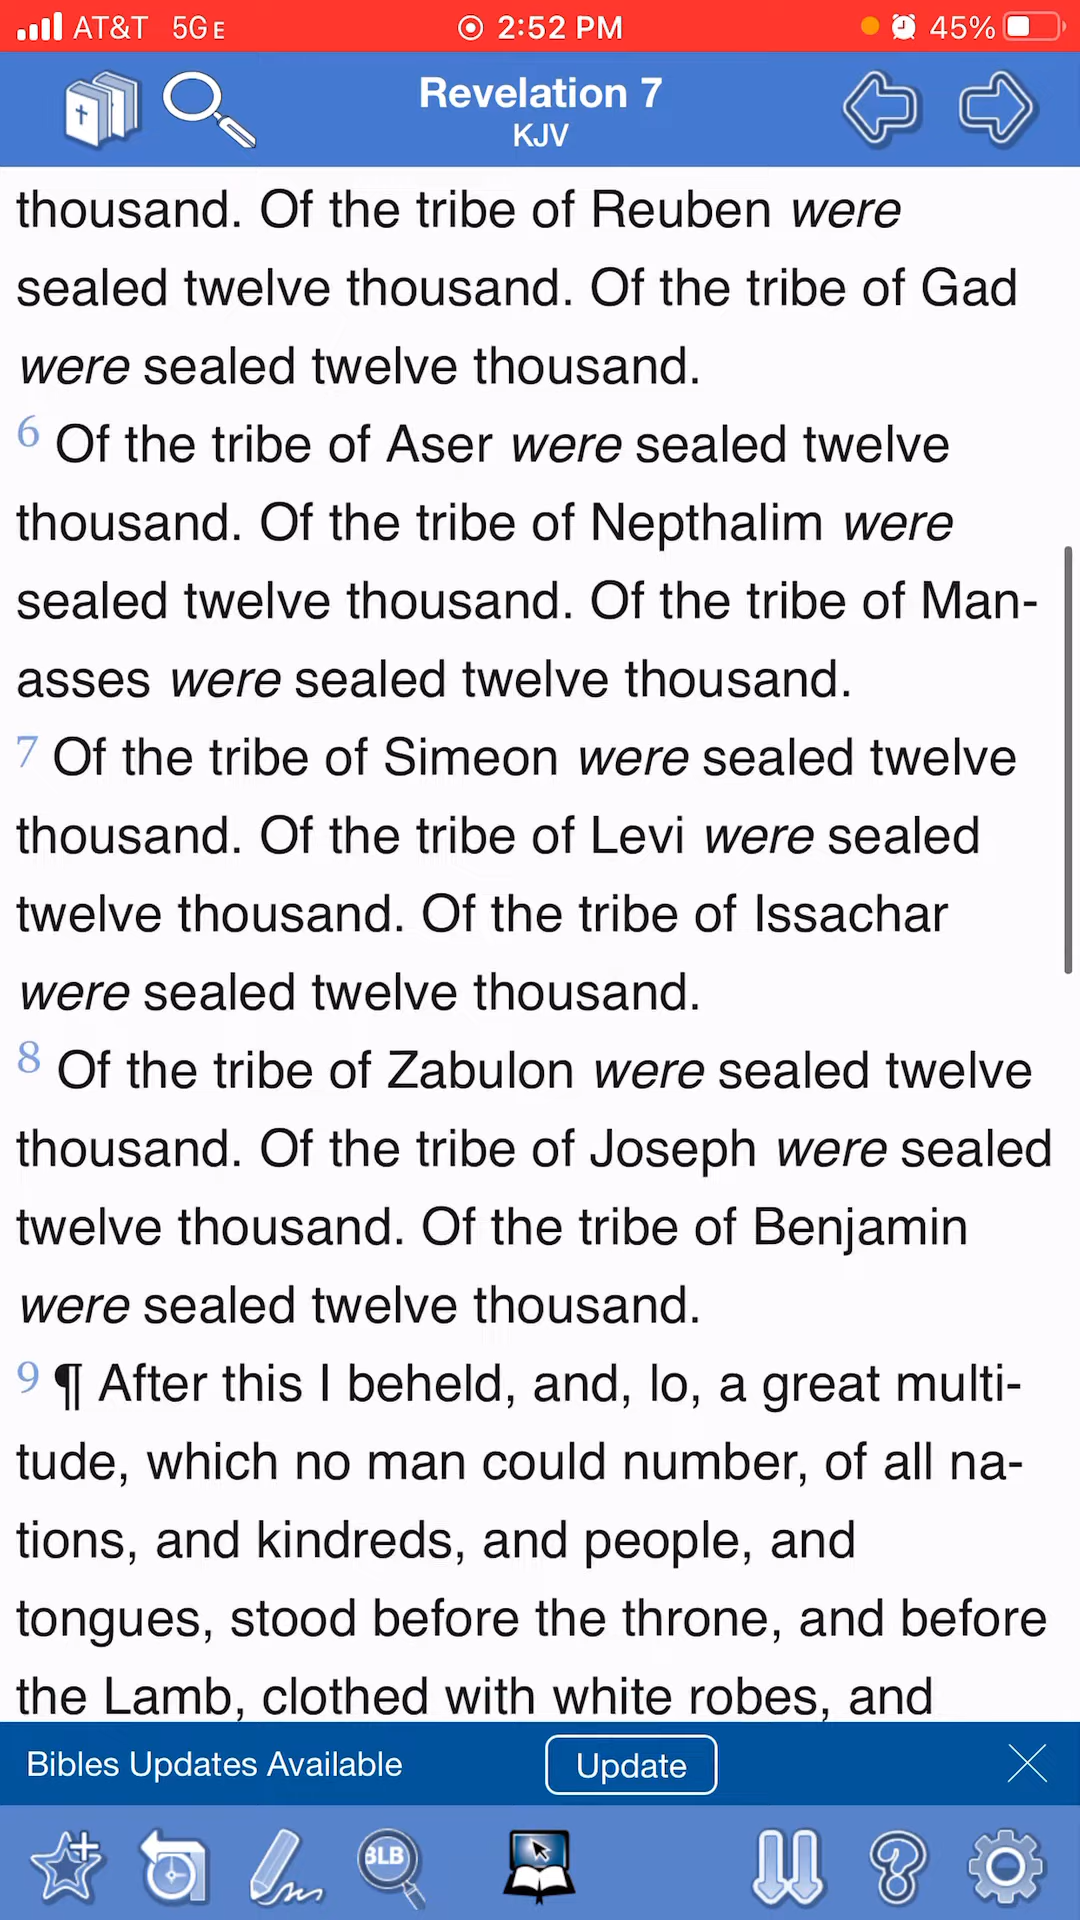 AT&T 5GE 2:52 PM 45%
Revelation 7
KJV
thousand. Of the tribe of Reuben were
sealed twelve thousand. Of the tribe of Gad
were sealed twelve thousand.
6 Of the tribe of Aser were sealed twelve
thousand. Of the tribe of Nepthalim were
sealed twelve thousand. Of the tribe of Man-
asses were sealed twelve thousand.
7 Of the tribe of Simeon were sealed twelve
thousand. Of the tribe of Levi were sealed
twelve thousand. Of the tribe of Issachar
were sealed twelve thousand.
8 Of the tribe of Zabulon were sealed twelve
thousand. Of the tribe of Joseph were sealed
twelve thousand. Of the tribe of Benjamin
were sealed twelve thousand.
9 ¶ After this I beheld, and, lo, a great multi-
tude, which no man could number, of all na-
tions, and kindreds, and people, and
tongues, stood before the throne, and before
the Lamb, clothed with white robes, and
Bibles Updates Available Update
BLB